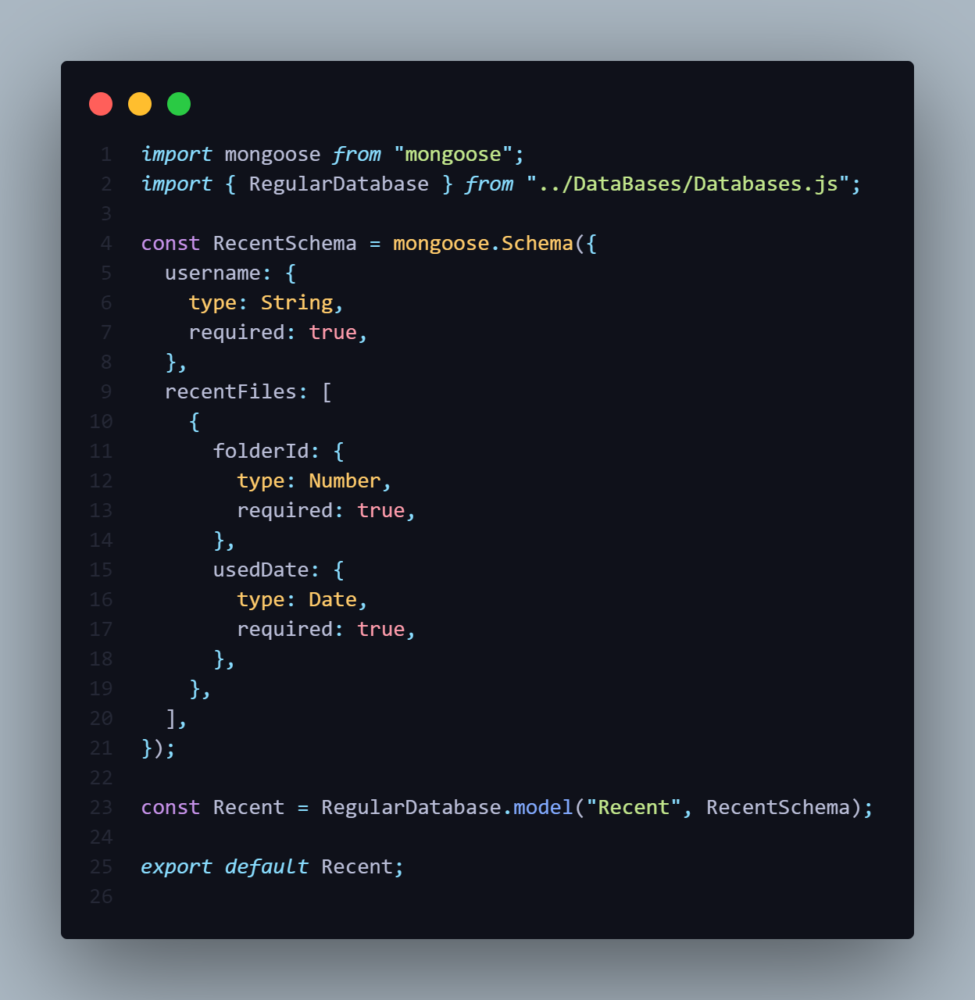 1 import mongoose from "mongoose";
2 import { RegularDatabase } from "../DataBases/Databases.js";
3
4 const RecentSchema = mongoose.Schema({
5   username: {
6     type: String,
7     required: true,
8   },
9   recentFiles: [
10     {
11       folderId: {
12         type: Number,
13         required: true,
14       },
15       usedDate: {
16         type: Date,
17         required: true,
18       },
19     },
20   ],
21 });
22
23 const Recent = RegularDatabase.model("Recent", RecentSchema);
24
25 export default Recent;
26